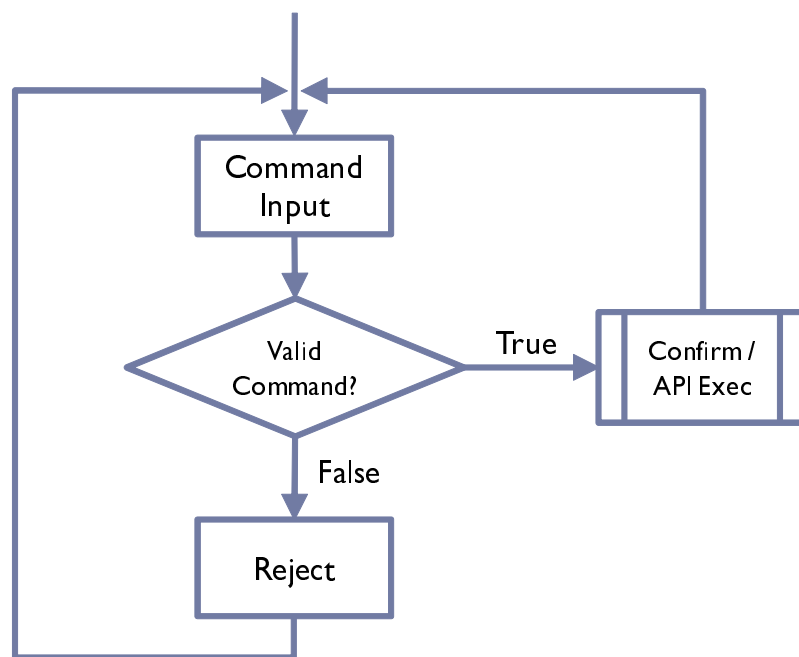 Command
Input
Valid
Command?
True
Confirm /
API Exec
False
Reject